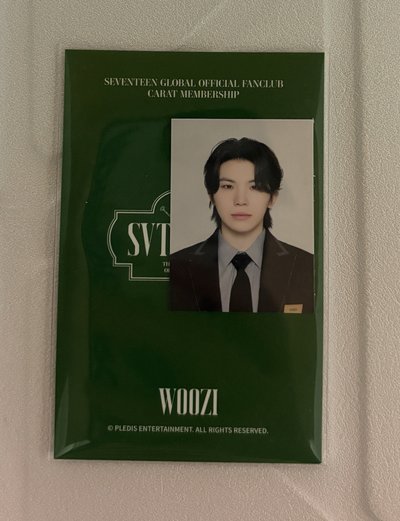 SEVENTEEN GLOBAL OFFICIAL FANCLUB
CARAT MEMBERSHIP
SVT
WOOZI
© PLEDIS ENTERTAINMENT. ALL RIGHTS RESERVED.